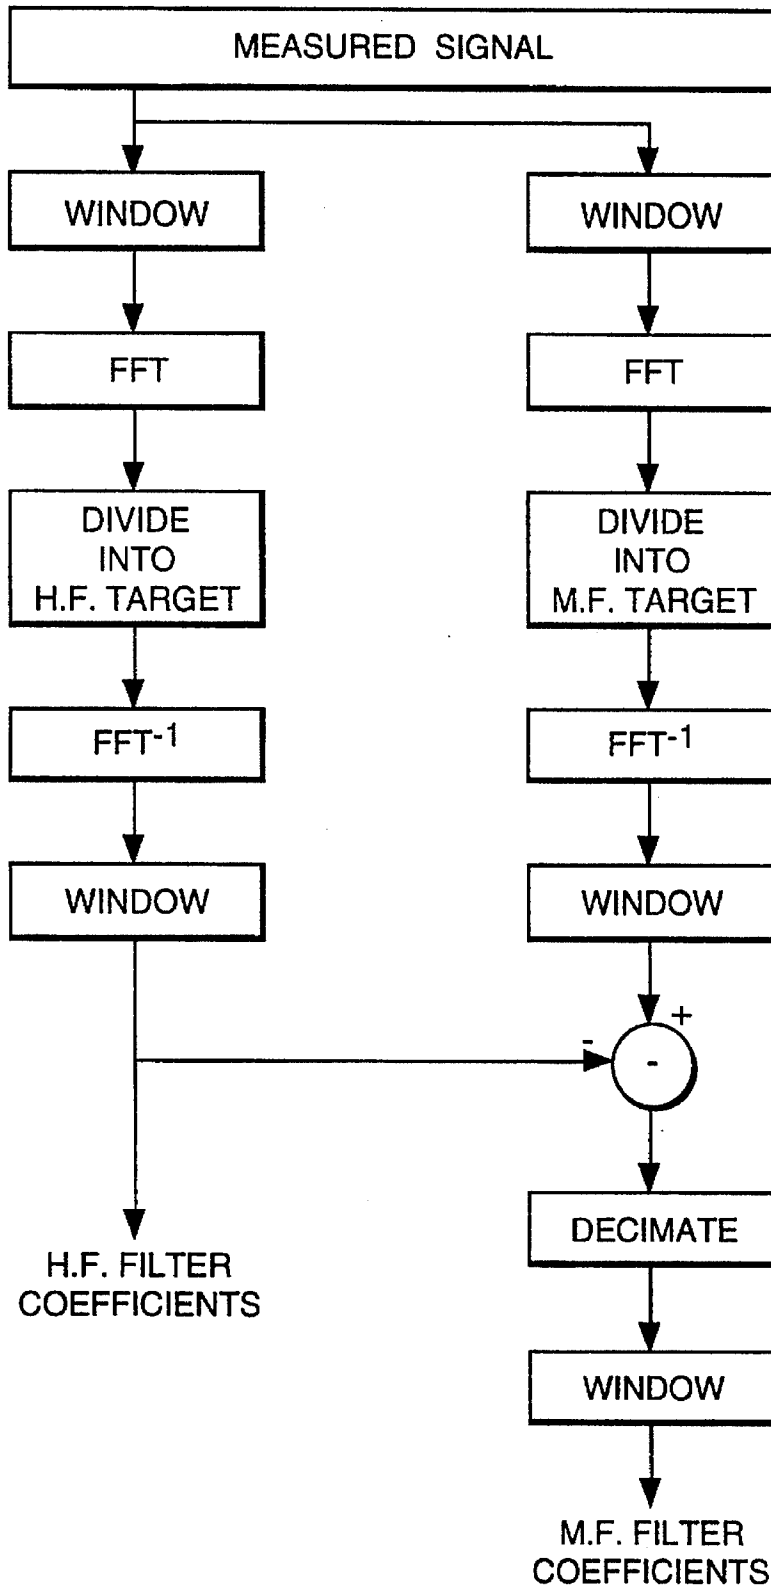 MEASURED SIGNAL
WINDOW
FFT
DIVIDE
INTO
H.F. TARGET
FFT-1
WINDOW
H.F. FILTER
COEFFICIENTS
WINDOW
FFT
DIVIDE
INTO
M.F. TARGET
FFT-1
WINDOW
+
-
-
DECIMATE
WINDOW
M.F. FILTER
COEFFICIENTS